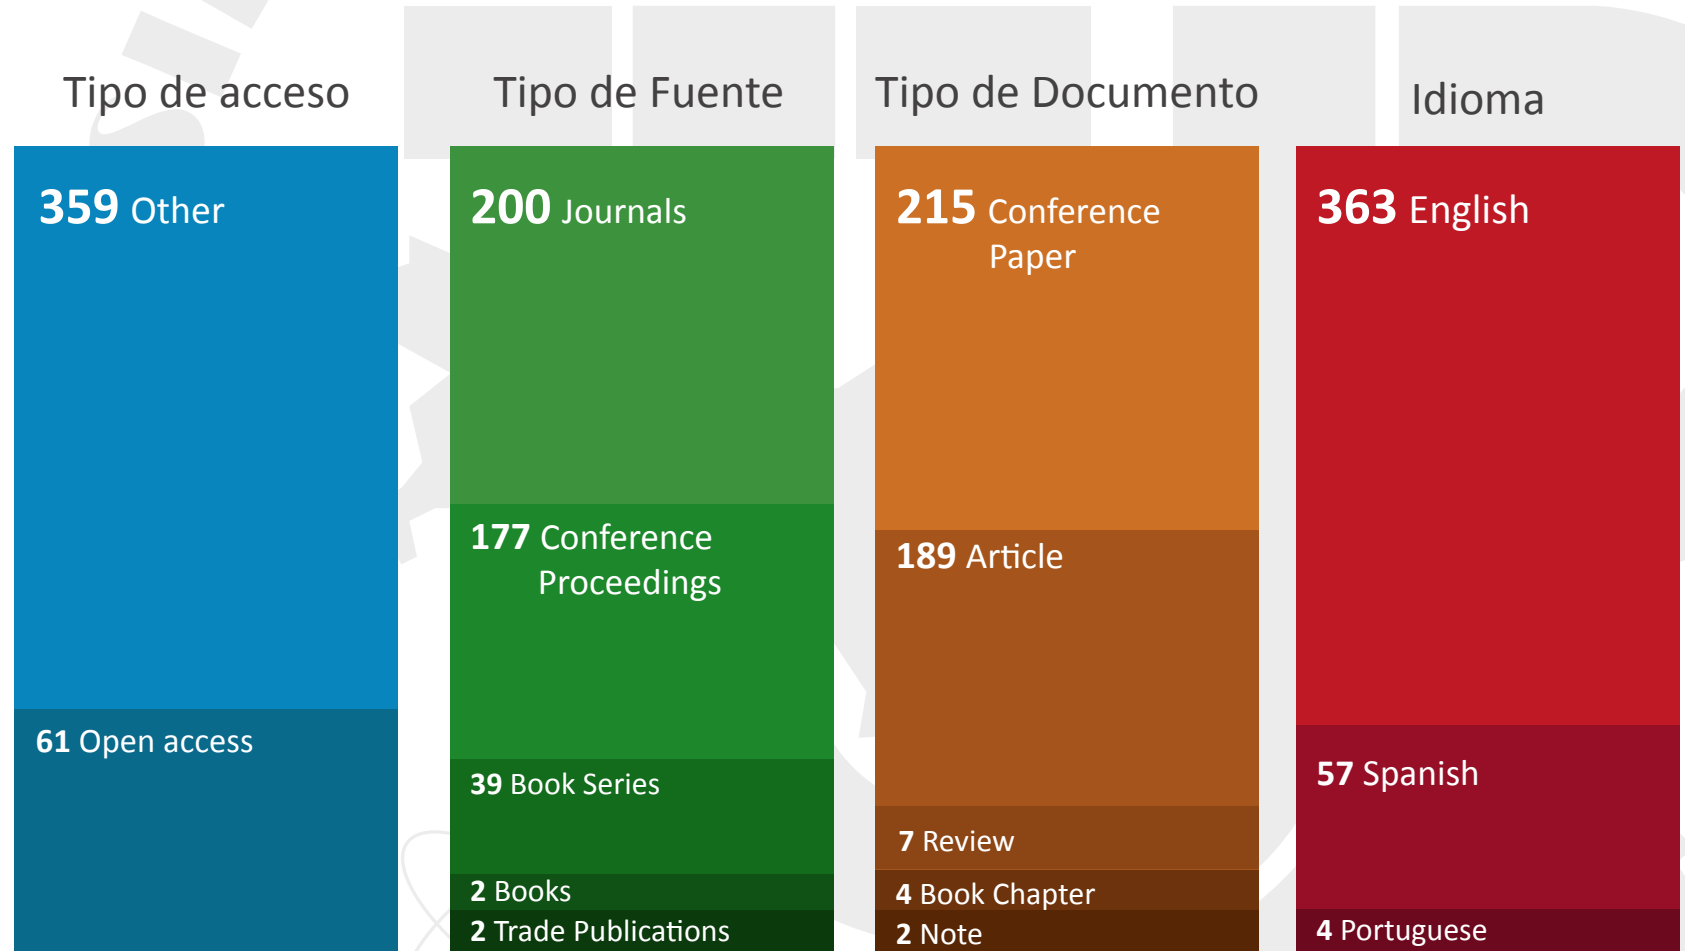 Tipo de acceso
359 Other
61 Open access
Tipo de Fuente
200 Journals
177 Conference
Proceedings
39 Book Series
2 Books
2 Trade Publications
Tipo de Documento
215 Conference
Paper
189 Article
7 Review
4 Book Chapter
2 Note
Idioma
363 English
57 Spanish
4 Portuguese